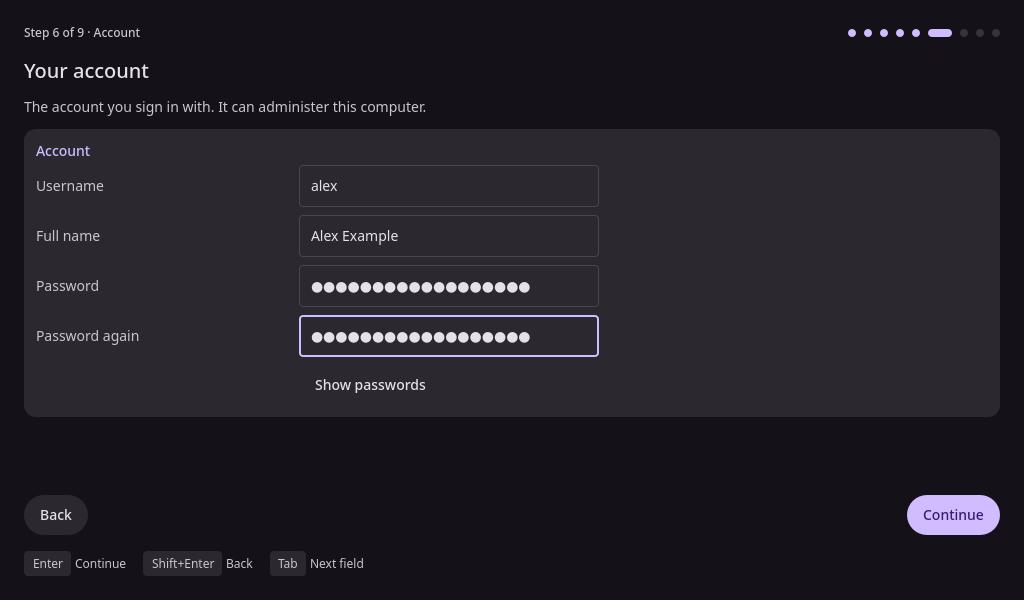 Step 6 of 9 · Account
Your account
The account you sign in with. It can administer this computer.
Account
Username
alex
Full name
Alex Example
Password
●●●●●●●●●●●●●●●●●●
Password again
●●●●●●●●●●●●●●●●●●
Show passwords
Back
Continue
Enter Continue Shift+Enter Back Tab Next field